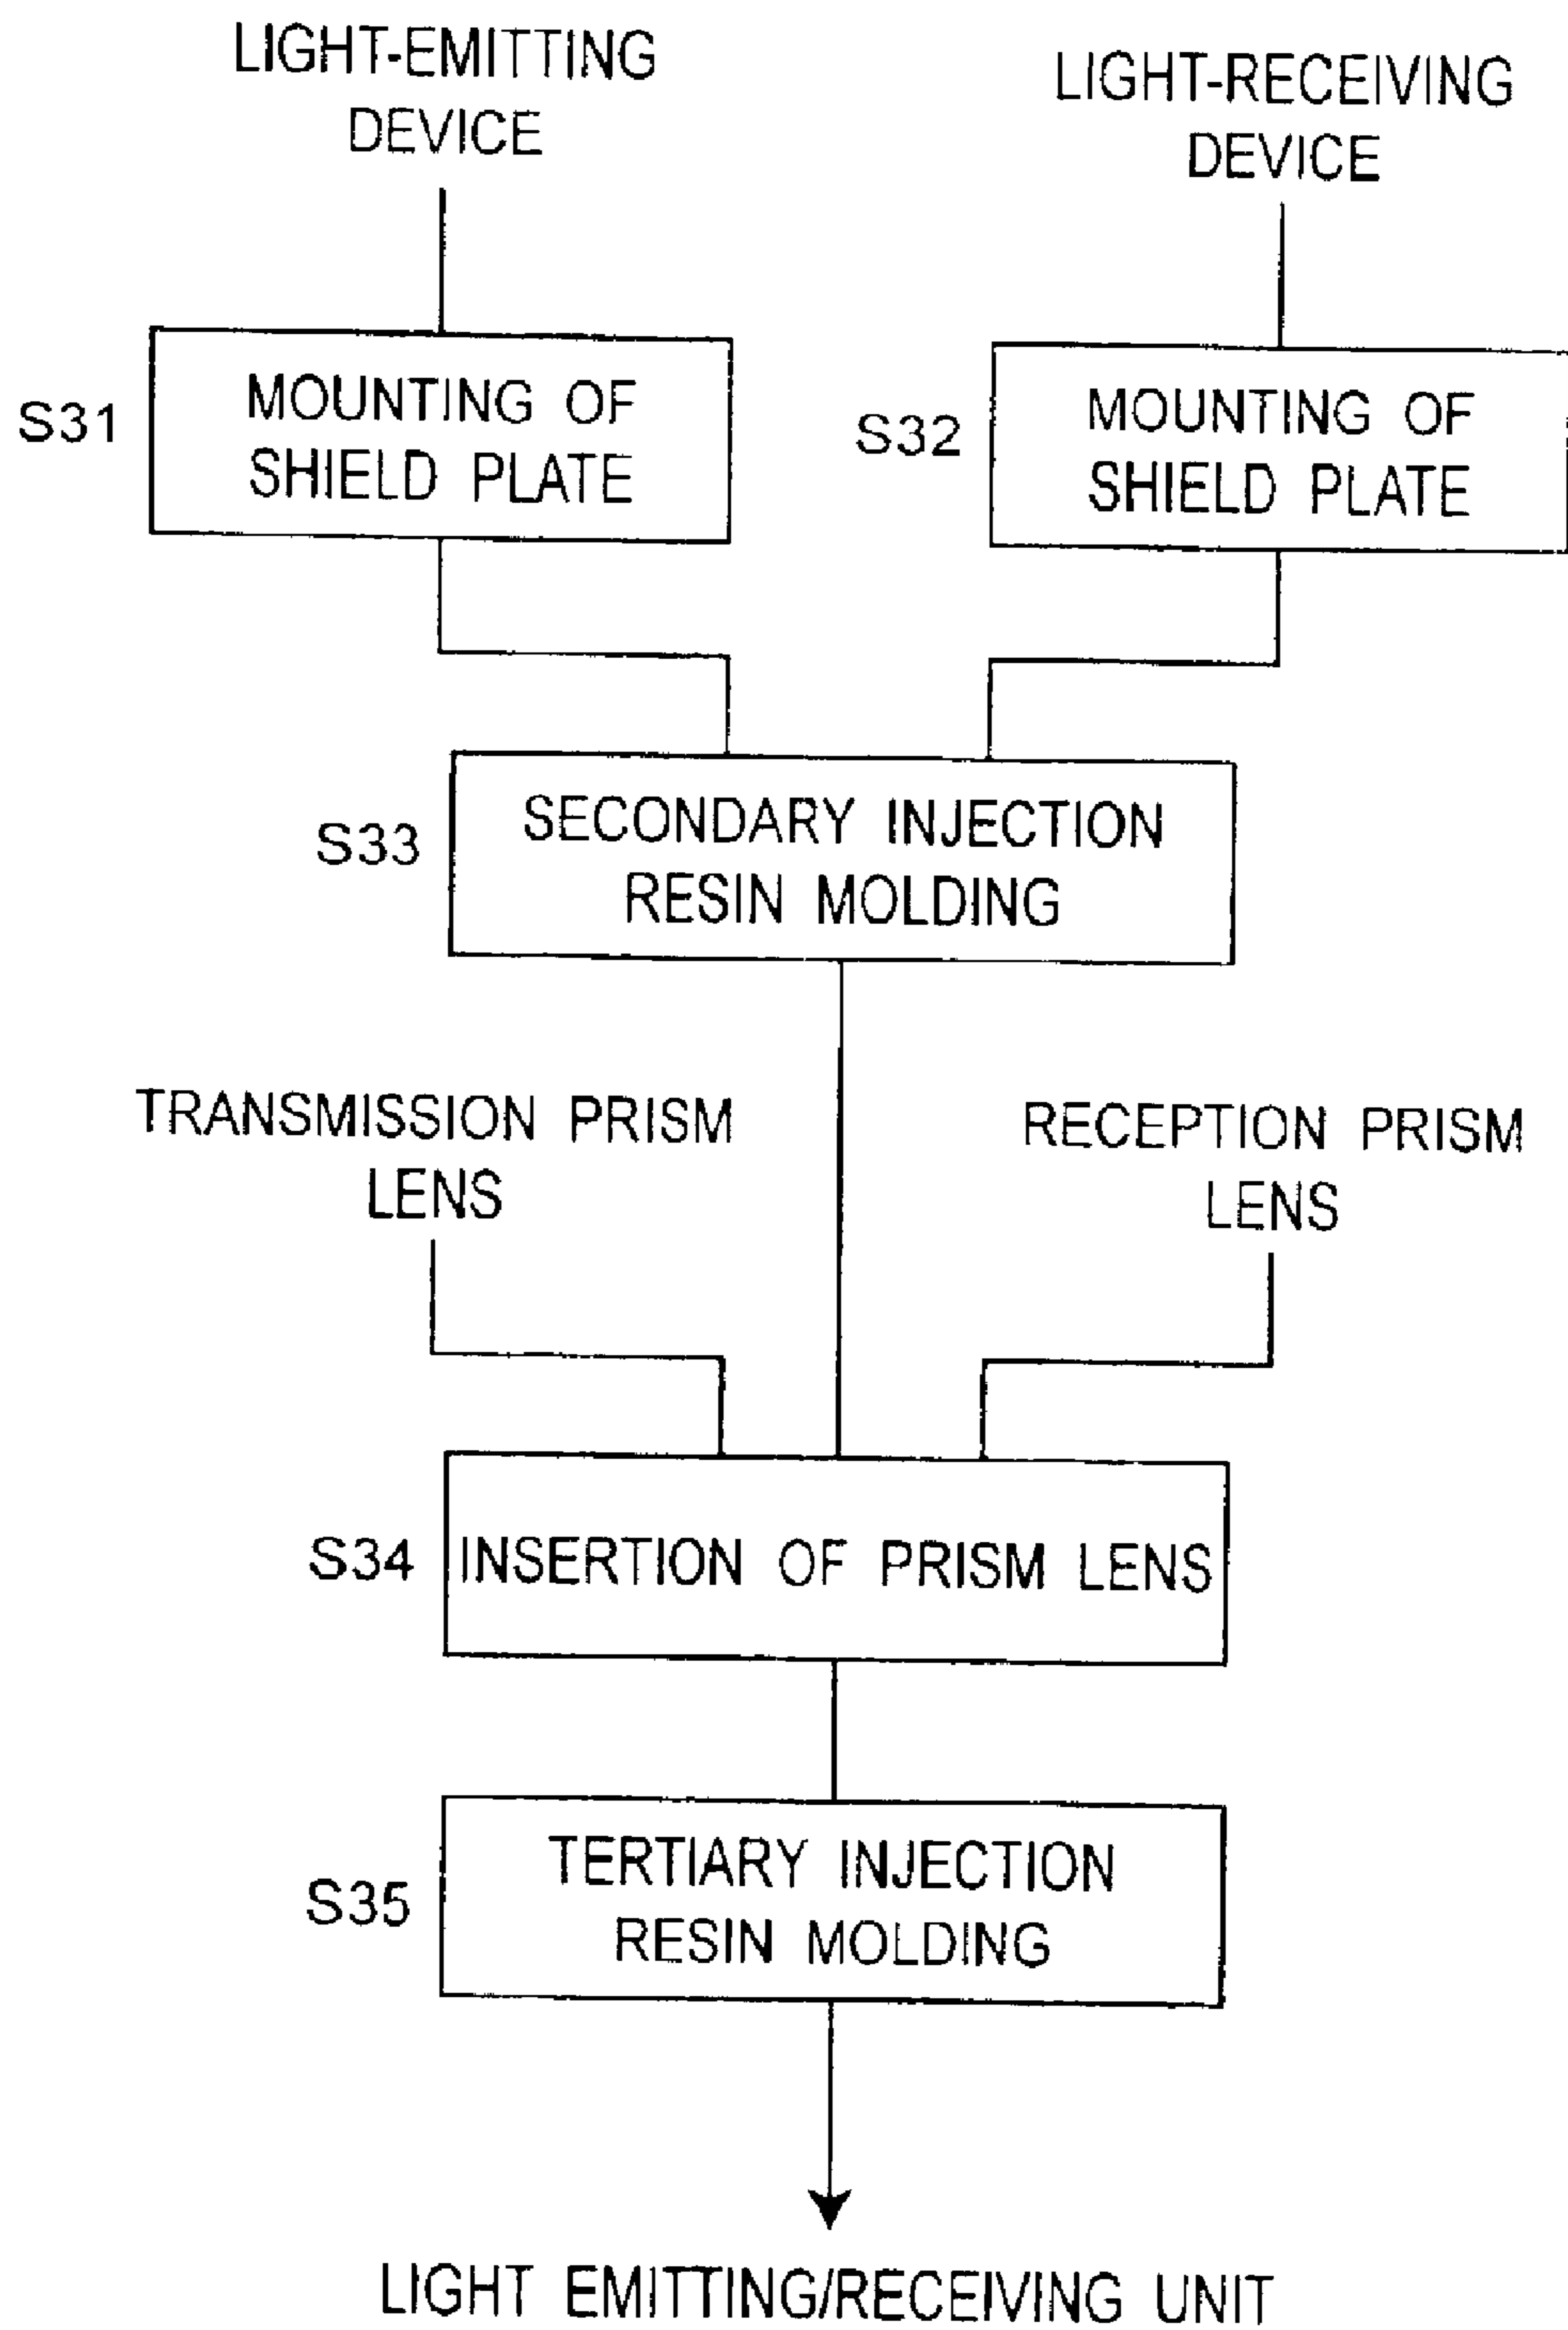 LIGHT-EMITTING
DEVICE
LIGHT-RECEIVING
DEVICE
S31
MOUNTING OF
SHIELD PLATE
S32
MOUNTING OF
SHIELD PLATE
S33
SECONDARY INJECTION
RESIN MOLDING
TRANSMISSION PRISM
LENS
RECEPTION PRISM
LENS
S34
INSERTION OF PRISM LENS
S35
TERTIARY INJECTION
RESIN MOLDING
LIGHT EMITTING/RECEIVING UNIT